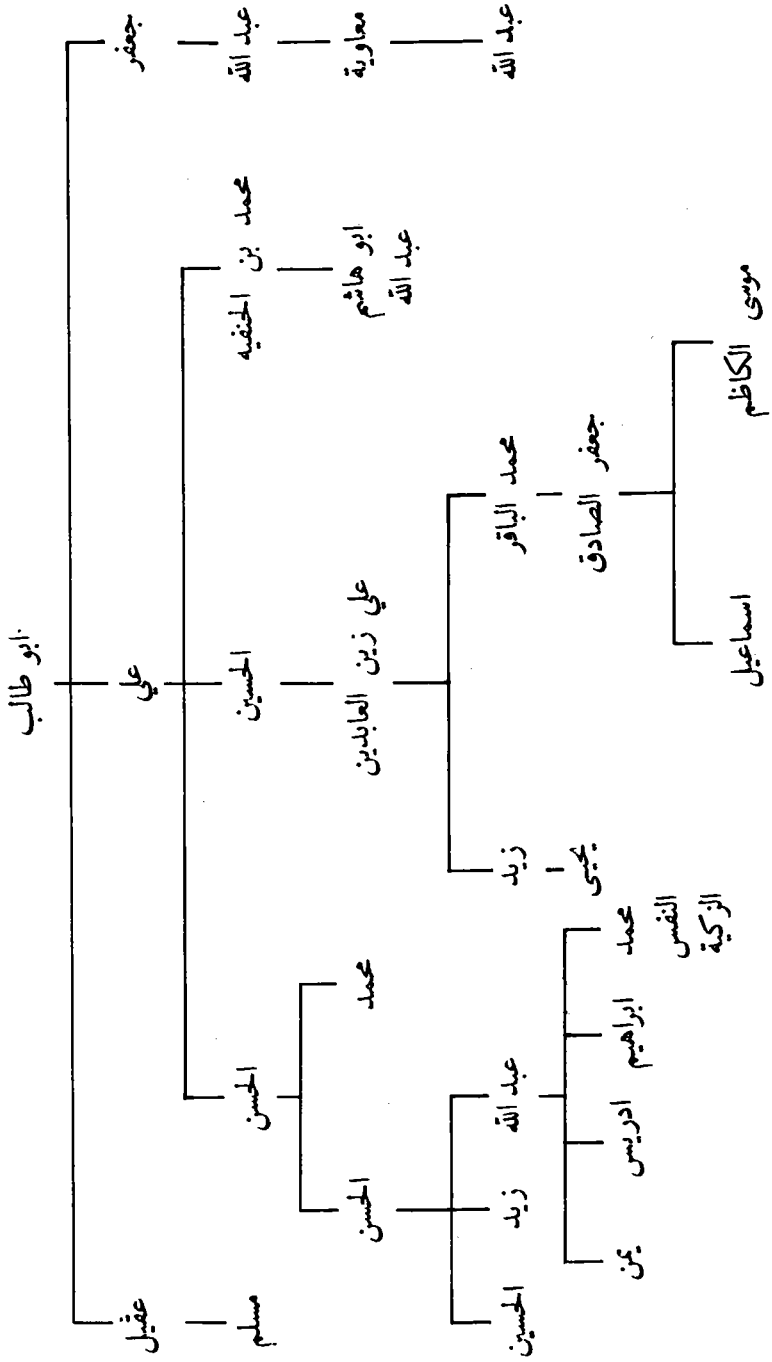 ابو طالب
جعفر
علي
عقيل
عبد الله
محمد بن
الحنفيه
الحسين
الحسن
مسلم
معاوية
ابو هاشم
عبد الله
علي زين
العابدين
محمد
الحسن
عبد الله
محمد
الباقر
زيد
عبد الله
زيد
الحسين
جعفر
الصادق
يحيى
محمد
النفس
الزكية
ابراهيم
ادريس
يمن
موسى
الكاظم
اسماعيل